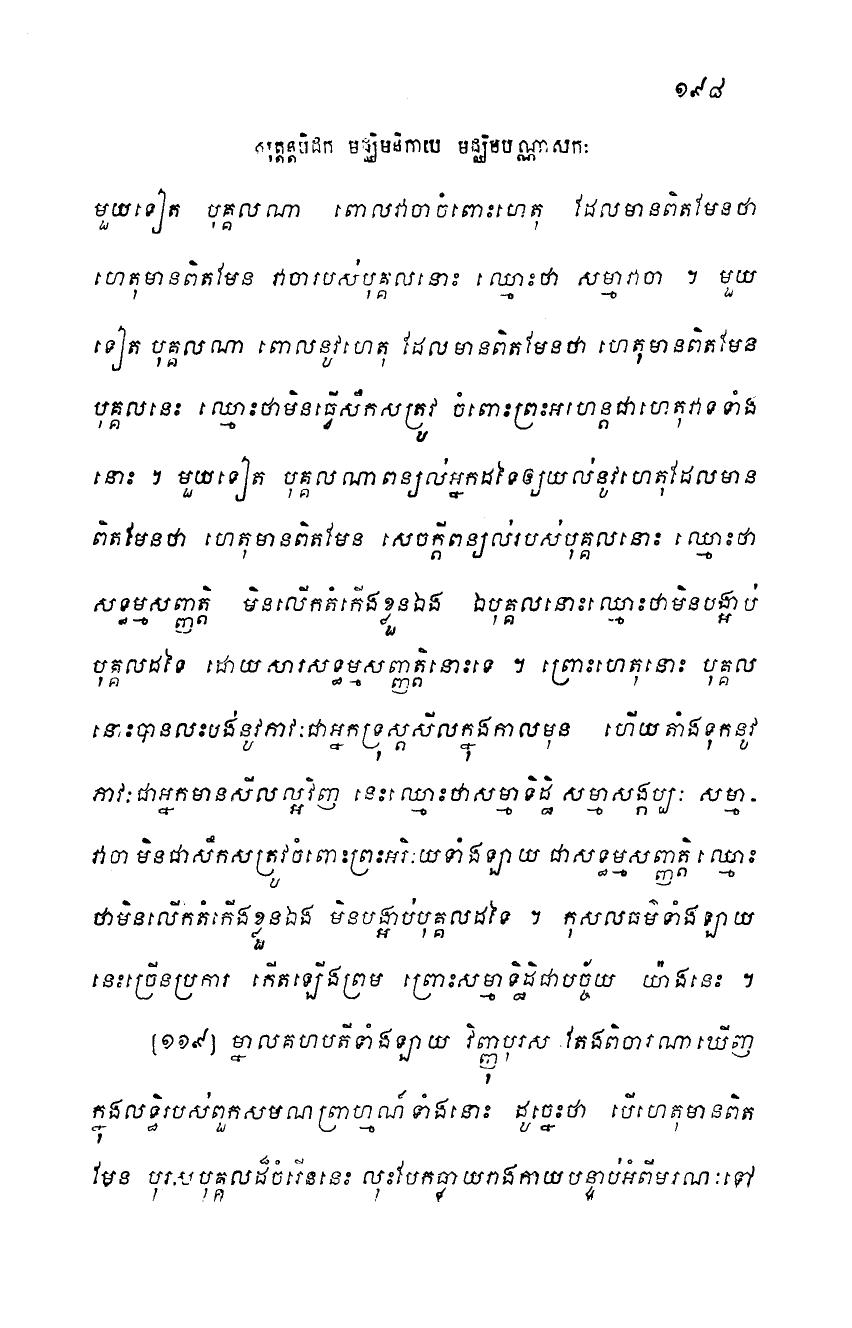 ១៩៨
សុត្តន្តបិដក មជ្ឈិមនិកាយ មជ្ឈិមបណ្ណាសកៈ
មួយទៀត បុគ្គលណា ពោលវាចាចំពោះហេតុ ដែលមានពិតមែនថា
ហេតុមានពិតមែន វាចារបស់បុគ្គលនោះ ឈ្មោះថា សម្មាវាចា ។ មួយ
ទៀត បុគ្គលណា ពោលនូវហេតុ ដែលមានពិតមែនថា ហេតុមានពិតមែន
បុគ្គលនេះ ឈ្មោះថាមិនធ្វើសឹកសត្រូវ ចំពោះព្រះអរហន្តជាហេតុវាទទាំង
នោះ ។ មួយទៀត បុគ្គលណាពន្យល់អ្នកដទៃឲ្យយល់នូវហេតុដែលមាន
ពិតមែនថា ហេតុមានពិតមែន សេចក្តីពន្យល់របស់បុគ្គលនោះ ឈ្មោះថា
សទ្ធម្មសញ្ញត្តិ មិនលើកតំកើងខ្លួនឯង ឯបុគ្គលនោះឈ្មោះថាមិនបង្អាប់
បុគ្គលដទៃ ដោយសារសទ្ធម្មសញ្ញត្តិនោះទេ ។ ព្រោះហេតុនោះ បុគ្គល
នោះបានលះបង់នូវភាវៈជាអ្នកទ្រុស្តសីលក្នុងកាលមុន ហើយតាំងទុកនូវ
ភាវៈជាអ្នកមានសីលល្អវិញ នេះឈ្មោះថាសម្មាទិដ្ឋិ សម្មាសង្កប្បៈ សម្មា-
វាចា មិនជាសឹកសត្រូវចំពោះព្រះអរិយទាំងឡាយ ជាសទ្ធម្មសញ្ញត្តិ ឈ្មោះ
ថាមិនលើកតំកើងខ្លួនឯង មិនបង្អាប់បុគ្គលដទៃ ។ កុសលធម៌ទាំងឡាយ
នេះច្រើនប្រការ កើតឡើងព្រម ព្រោះសម្មាទិដ្ឋិជាបច្ច័យ យ៉ាងនេះ ។
[១១៩] ម្នាលគហបតីទាំងឡាយ វិញ្ញុបុរស តែងពិចារណាឃើញ
ក្នុងលទ្ធិរបស់ពួកសមណព្រាហ្មណ៍ទាំងនោះ ដូច្នេះថា បើហេតុមានពិត
មែន បុរសបុគ្គលដ៏ចំរើននេះ លុះបែកធ្លាយរាងកាយបន្ទាប់អំពីមរណៈទៅ